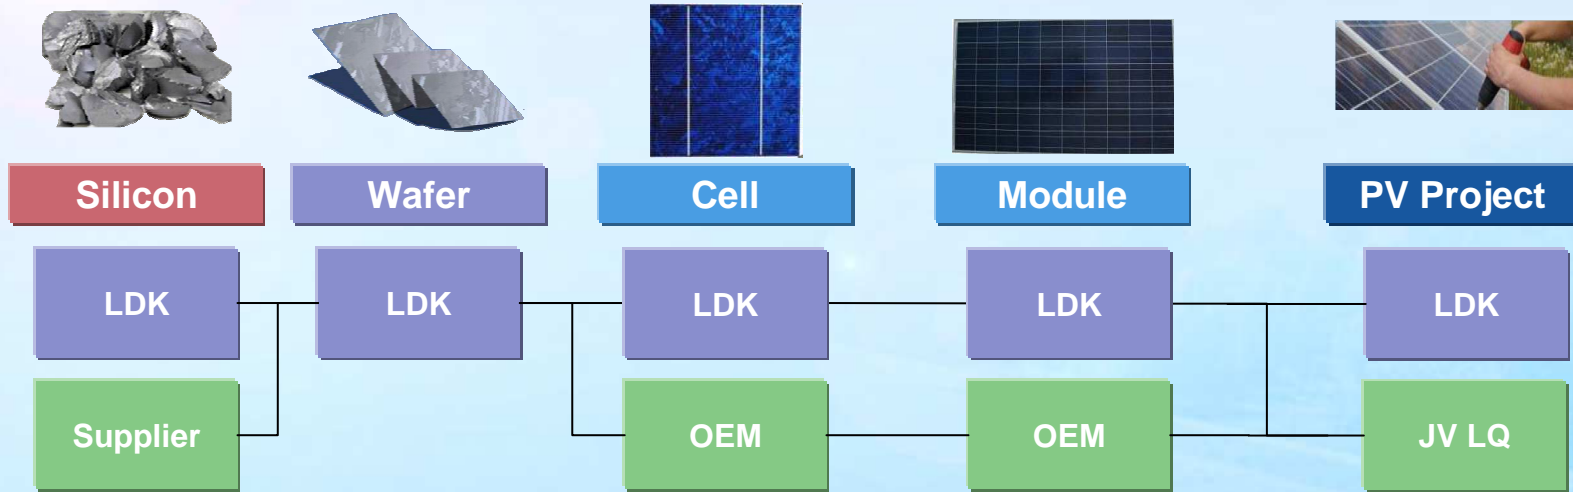 Silicon
Wafer
Cell
Module
PV Project
LDK
LDK
LDK
LDK
LDK
Supplier
OEM
OEM
JV LQ